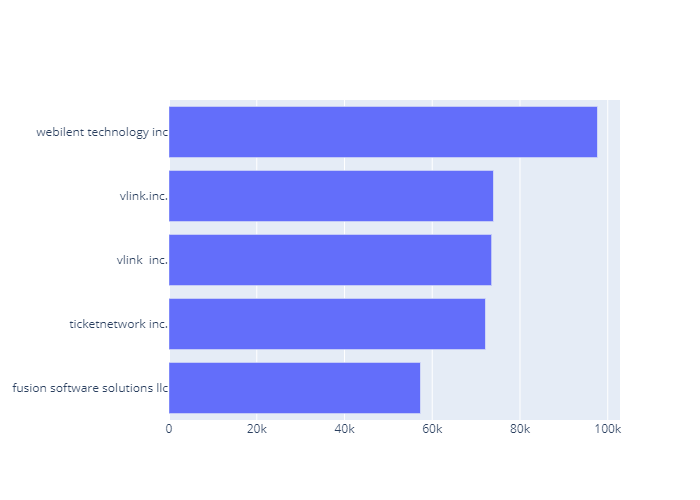 webilent technology inc
vlink.inc.
vlink  inc.
ticketnetwork inc.
fusion software solutions llc
0 20k 40k 60k 80k 100k